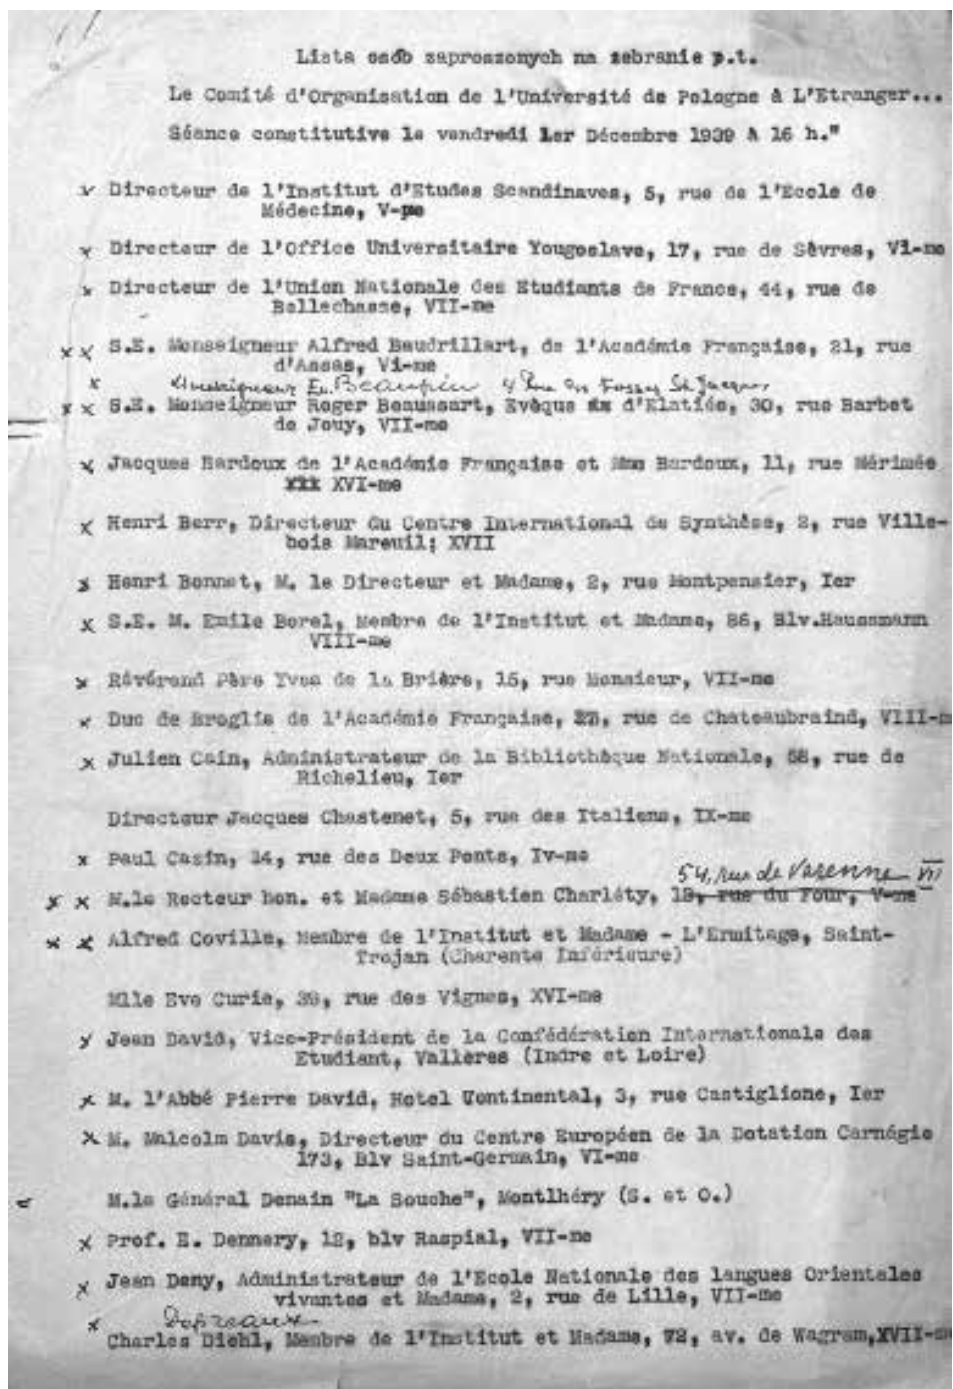 Lista osób zaproszonych na zebranie p.t.
Le Comité d'Organisation de l'Université de Pologne à L'Etranger...
Séance constitutive le vendredi 1er Décembre 1939 à 16 h."
x Directeur de l'Institut d'Etudes Scandinaves, 5, rue de l'Ecole de
Médecine, V-me
x Directeur de l'Office Universitaire Yougoslave, 17, rue de Sèvres, VI-me
x Directeur de l'Union Nationale des Etudiants de France, 44, rue de
Bellechasse, VII-me
x x S.E. Monseigneur Alfred Baudrillart, de l'Académie Française, 21, rue
d'Assas, VI-me
x Monseigneur Eu. Beaupin 4 Rue des Fossés St. Jacques
x x S.E. Monseigneur Roger Beaussart, Evèque d'Elatiée, 30, rue Barbet
de Jouy, VII-me
x Jacques Bardoux de l'Académie Française et Mme Bardoux, 11, rue Mérimée
XVI-me
x Henri Berr, Directeur du Centre International de Synthèse, 2, rue Ville-
bois Mareuil; XVII
x Henri Bonnet, M. le Directeur et Madame, 2, rue Montpensier, Ier
x S.E. M. Emile Borel, Membre de l'Institut et Madame, 86, Blv.Haussmann
VIII-me
x Révérend Père Yves de la Brière, 15, rue Monsieur, VII-me
x Duc de Broglie de l'Académie Française, rue de Chateaubraind, VIII-m
x Julien Cain, Administrateur de la Bibliothèque Nationale, 58, rue de
Richelieu, Ier
Directeur Jacques Chastenet, 5, rue des Italiens, IX-me
x Paul Cazin, 14, rue des Deux Ponts, Iv-me
54, rue de Varenne VII
x x M.le Recteur hon. et Madame Sébastien Charléty, 13, rue du Four, V-me
x x Alfred Coville, Membre de l'Institut et Madame - L'Ermitage, Saint-
Trojan (Charente Inférieure)
Mlle Eve Curie, 39, rue des Vignes, XVI-me
x Jean David, Vice-Président de la Confédération Internationale des
Etudiant, Vallères (Indre et Loire)
x M. l'Abbé Pierre David, Hotel Continental, 3, rue Castiglione, Ier
x M. Malcolm Davis, Directeur du Centre Européen de la Dotation Carnégie
173, Blv Saint-Germain, VI-me
M.le Général Denain "La Souche", Montlhéry (S. et O.)
x Prof. E. Dennery, 12, blv Raspial, VII-me
x Jean Deny, Administrateur de l'Ecole Nationale des langues Orientales
vivantes et Madame, 2, rue de Lille, VII-me
x Depreaux
Charles Diehl, Membre de l'Institut et Madame, 72, av. de Wagram,XVII-me